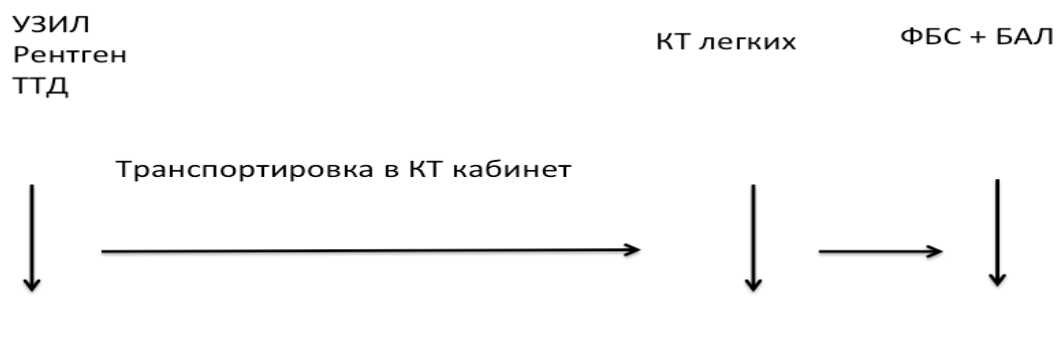 УЗИЛ
Рентген
ТТД
КТ легких
ФБС + БАЛ
Транспортировка в КТ кабинет